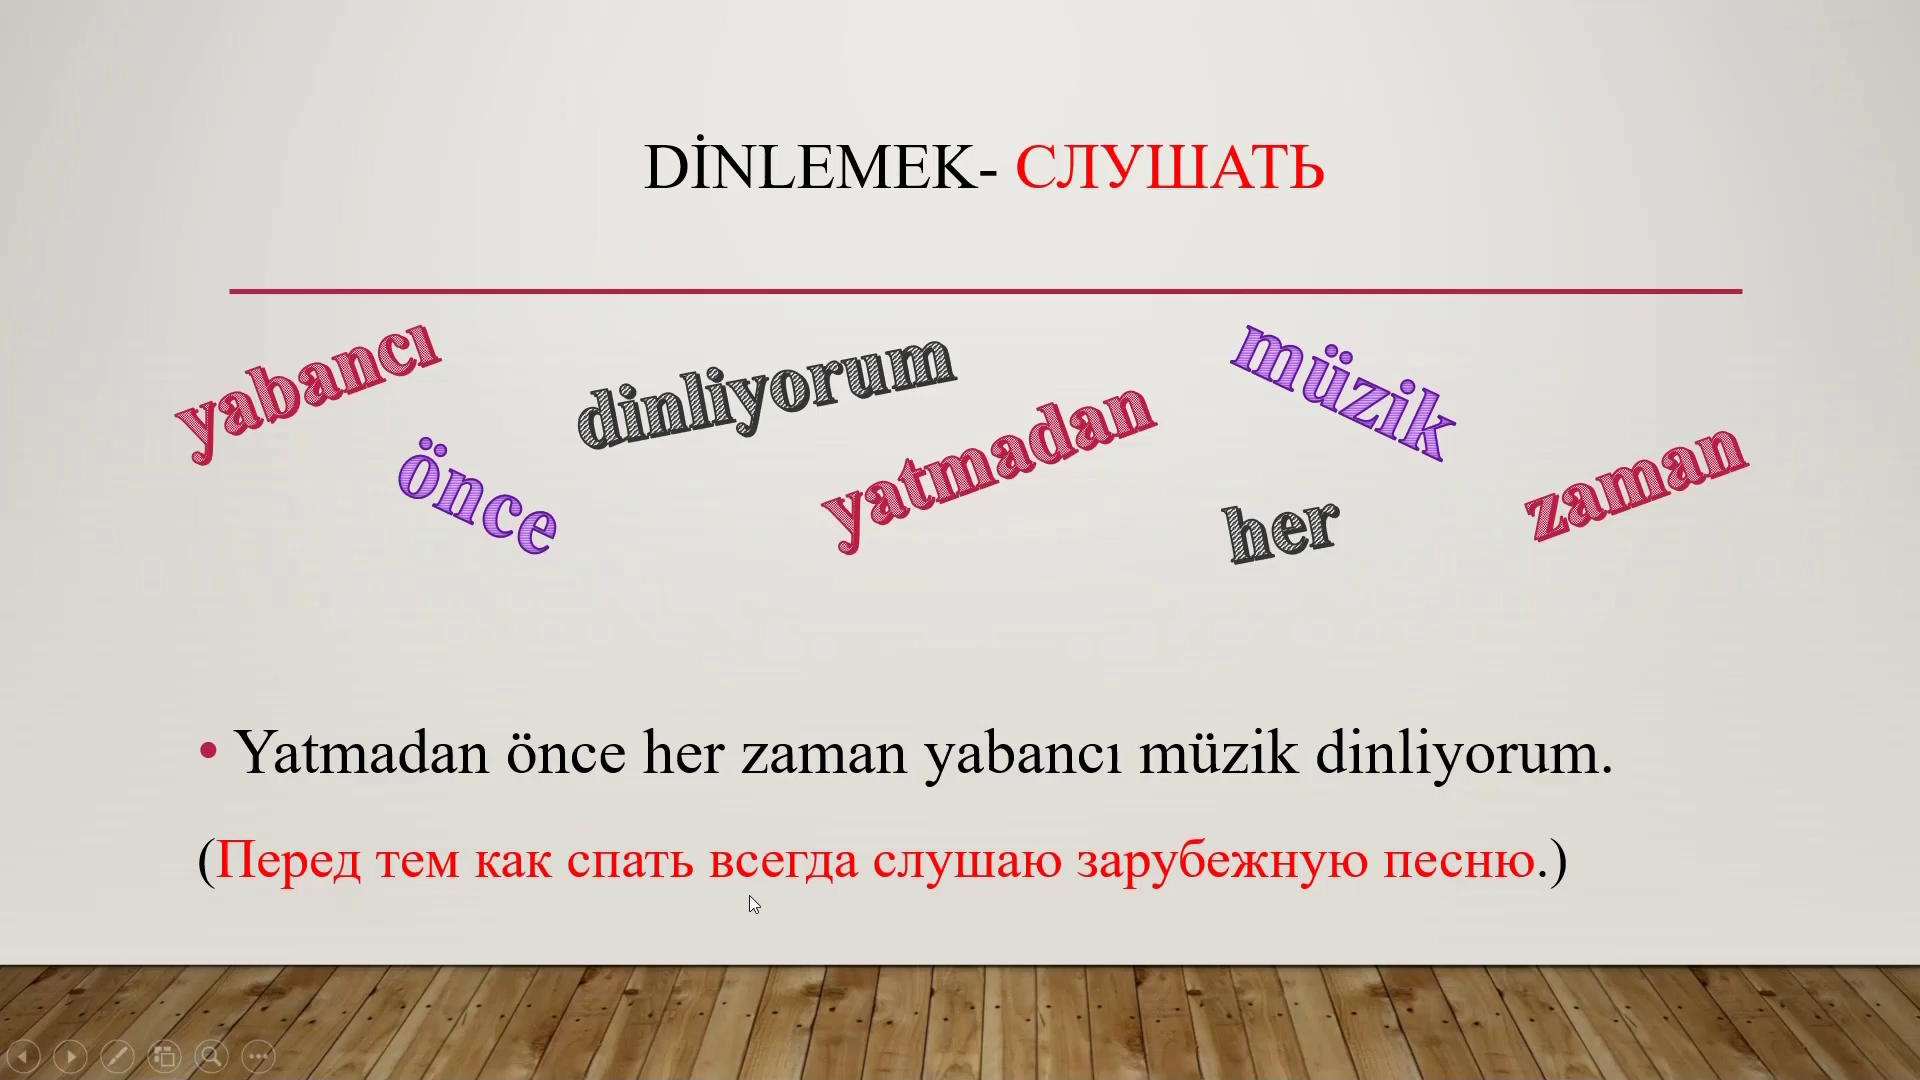 DİNLEMEK- СЛУШАТЬ
yabancı
dinliyorum
müzik
önce
yatmadan
her
zaman
• Yatmadan önce her zaman yabancı müzik dinliyorum.
(Перед тем как спать всегда слушаю зарубежную песню.)